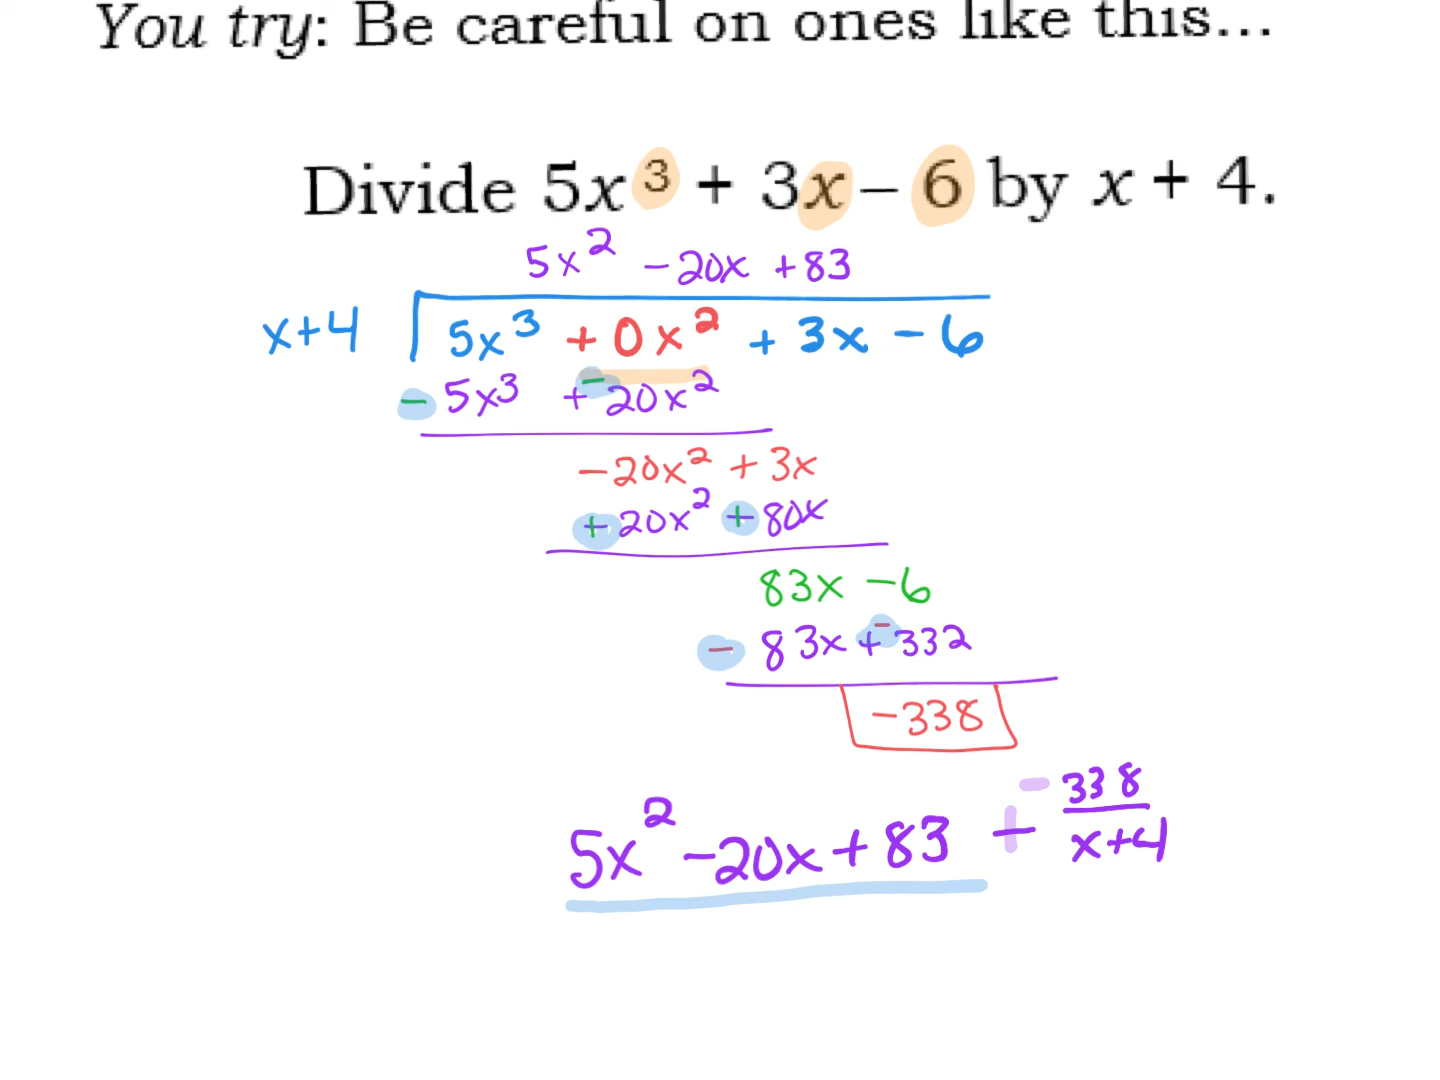 You try: Be careful on ones like this...
Divide 5x³ + 3x – 6 by x + 4.
5x² - 20x + 83
x+4 5x³ + 0x² + 3x - 6
- 5x³ + - 20x²
- 20x² + 3x
+ 20x² + 80x
83x - 6
- 83x + - 332
- 338
5x² - 20x + 83 - 338/x+4